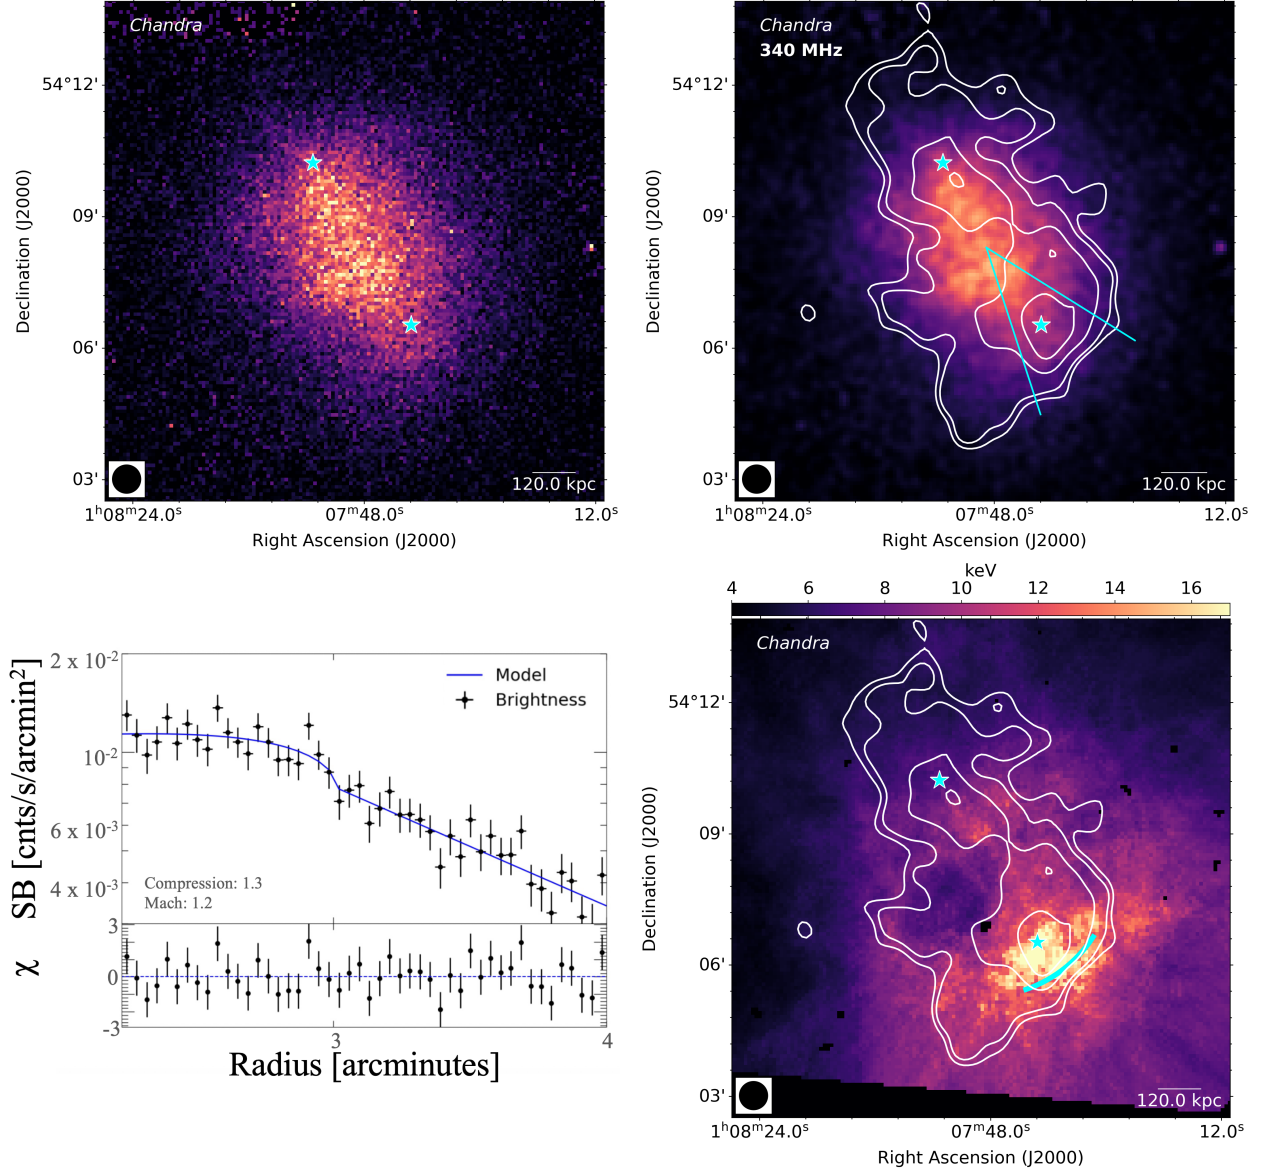 Chandra
54°12'
09'
06'
03'
Declination (J2000)
120.0 kpc
1ʰ08ᵐ24.0ˢ
07ᵐ48.0ˢ
12.0ˢ
Right Ascension (J2000)
Chandra
340 MHz
54°12'
09'
06'
03'
Declination (J2000)
120.0 kpc
1ʰ08ᵐ24.0ˢ
07ᵐ48.0ˢ
12.0ˢ
Right Ascension (J2000)
2 x 10⁻²
10⁻²
6 x 10⁻³
4 x 10⁻³
SB [cnts/s/arcmin²]
Model
Brightness
Compression: 1.3
Mach: 1.2
3
0
-3
χ
3
4
Radius [arcminutes]
keV
4 6 8 10 12 14 16
Chandra
54°12'
09'
06'
03'
Declination (J2000)
120.0 kpc
1ʰ08ᵐ24.0ˢ
07ᵐ48.0ˢ
12.0ˢ
Right Ascension (J2000)